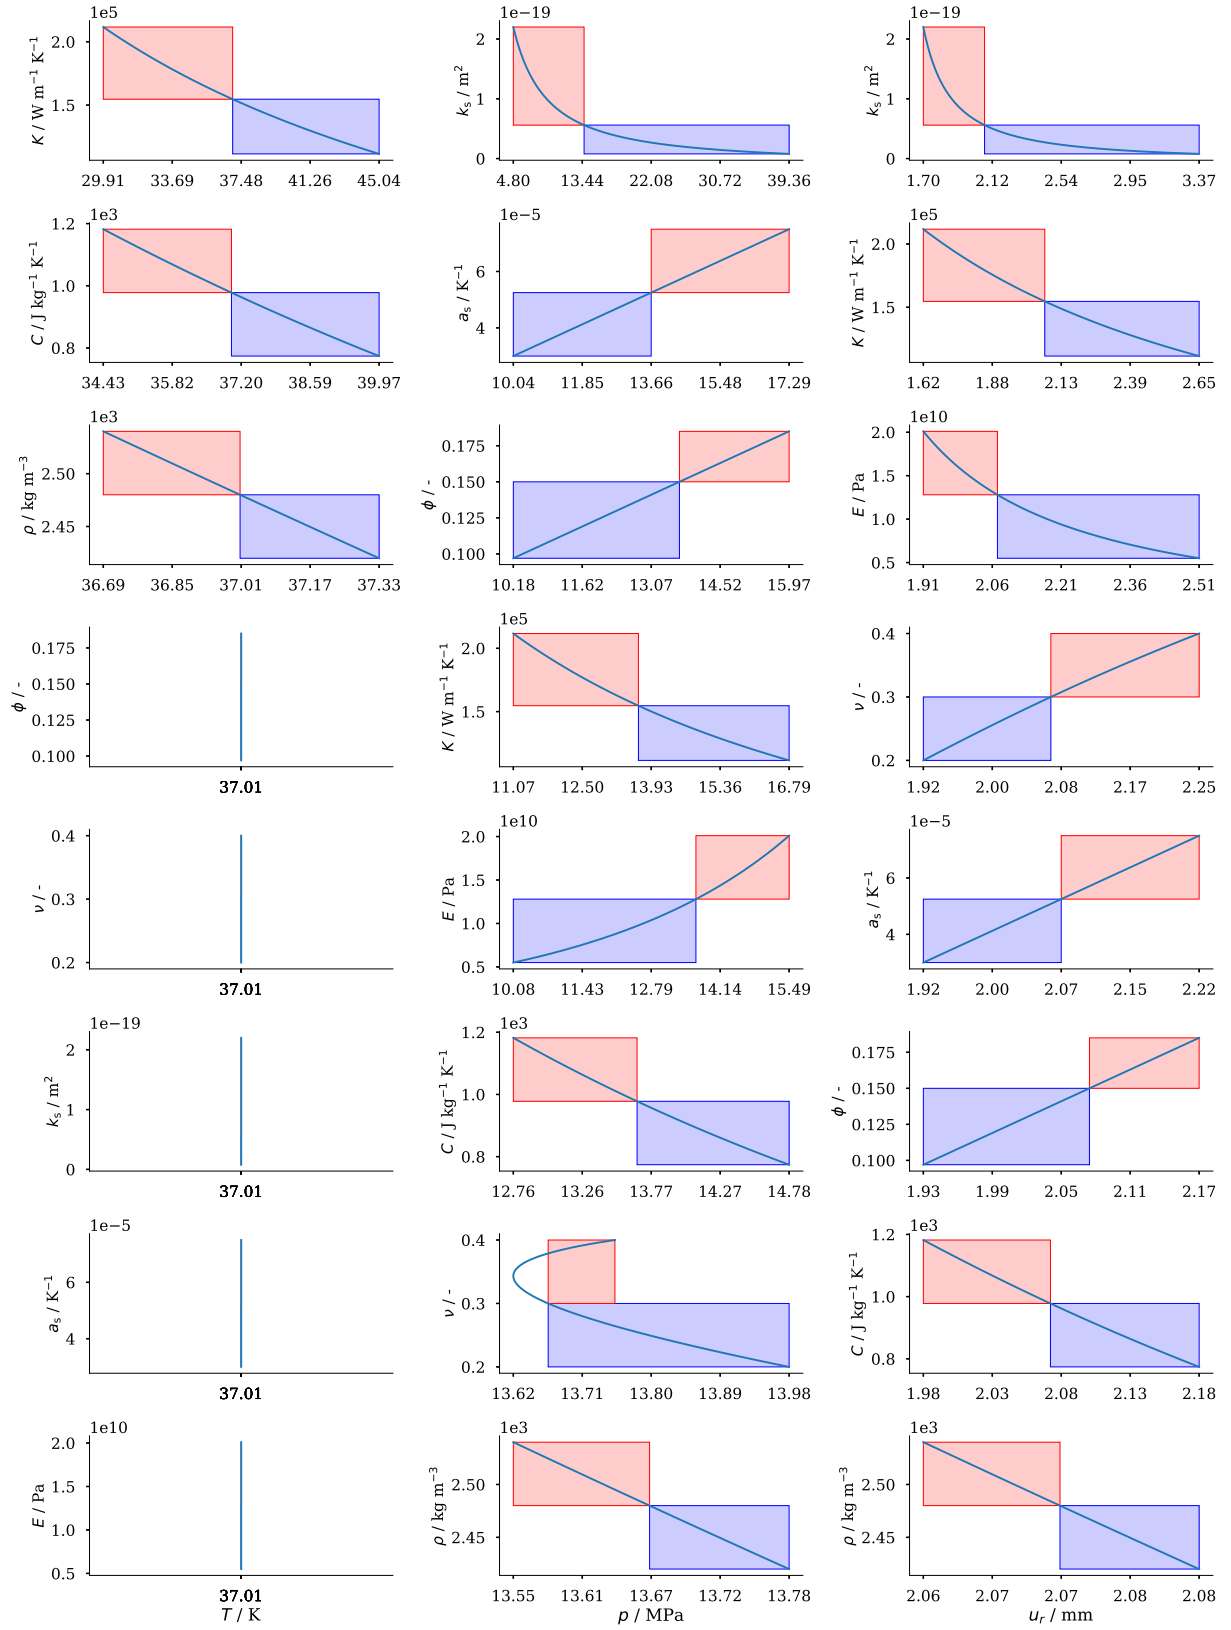 1e5
2.0
1.5
K / W m⁻¹ K⁻¹
29.91 33.69 37.48 41.26 45.04
1e−19
2
1
0
kₛ / m²
4.80 13.44 22.08 30.72 39.36
1e−19
2
1
0
kₛ / m²
1.70 2.12 2.54 2.95 3.37
1e3
1.2
1.0
0.8
C / J kg⁻¹ K⁻¹
34.43 35.82 37.20 38.59 39.97
1e−5
6
4
aₛ / K⁻¹
10.04 11.85 13.66 15.48 17.29
1e5
2.0
1.5
K / W m⁻¹ K⁻¹
1.62 1.88 2.13 2.39 2.65
1e3
2.50
2.45
ρ / kg m⁻³
36.69 36.85 37.01 37.17 37.33
0.175
0.150
0.125
0.100
ϕ / -
10.18 11.62 13.07 14.52 15.97
1e10
2.0
1.5
1.0
0.5
E / Pa
1.91 2.06 2.21 2.36 2.51
0.175
0.150
0.125
0.100
ϕ / -
37.01
1e5
2.0
1.5
K / W m⁻¹ K⁻¹
11.07 12.50 13.93 15.36 16.79
0.4
0.3
0.2
ν / -
1.92 2.00 2.08 2.17 2.25
0.4
0.3
0.2
ν / -
37.01
1e10
2.0
1.5
1.0
0.5
E / Pa
10.08 11.43 12.79 14.14 15.49
1e−5
6
4
aₛ / K⁻¹
1.92 2.00 2.07 2.15 2.22
1e−19
2
1
0
kₛ / m²
37.01
1e3
1.2
1.0
0.8
C / J kg⁻¹ K⁻¹
12.76 13.26 13.77 14.27 14.78
0.175
0.150
0.125
0.100
ϕ / -
1.93 1.99 2.05 2.11 2.17
1e−5
6
4
aₛ / K⁻¹
37.01
0.4
0.3
0.2
ν / -
13.62 13.71 13.80 13.89 13.98
1e3
1.2
1.0
0.8
C / J kg⁻¹ K⁻¹
1.98 2.03 2.08 2.13 2.18
1e10
2.0
1.5
1.0
0.5
E / Pa
37.01
T / K
1e3
2.50
2.45
ρ / kg m⁻³
13.55 13.61 13.67 13.72 13.78
p / MPa
1e3
2.50
2.45
ρ / kg m⁻³
2.06 2.07 2.07 2.08 2.08
uᵣ / mm